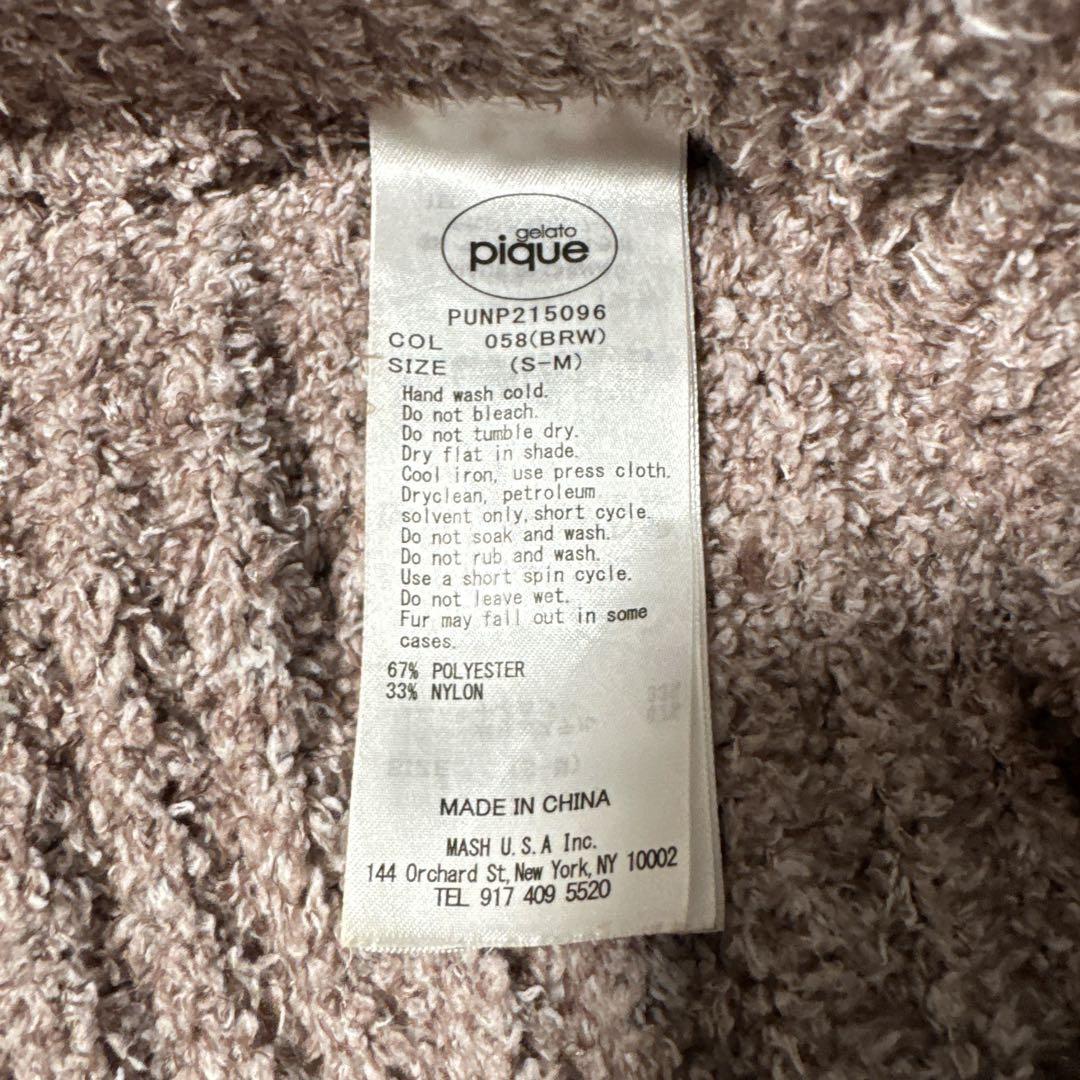 gelato
pique
PUNP215096
COL 058(BRW)
SIZE (S-M)
Hand wash cold.
Do not bleach.
Do not tumble dry.
Dry flat in shade.
Cool iron, use press cloth.
Dryclean, petroleum
solvent only, short cycle.
Do not soak and wash.
Do not rub and wash.
Use a short spin cycle.
Do not leave wet.
Fur may fall out in some
cases.
67% POLYESTER
33% NYLON
MADE IN CHINA
MASH U.S.A Inc.
144 Orchard St, New York, NY 10002
TEL 917 409 5520